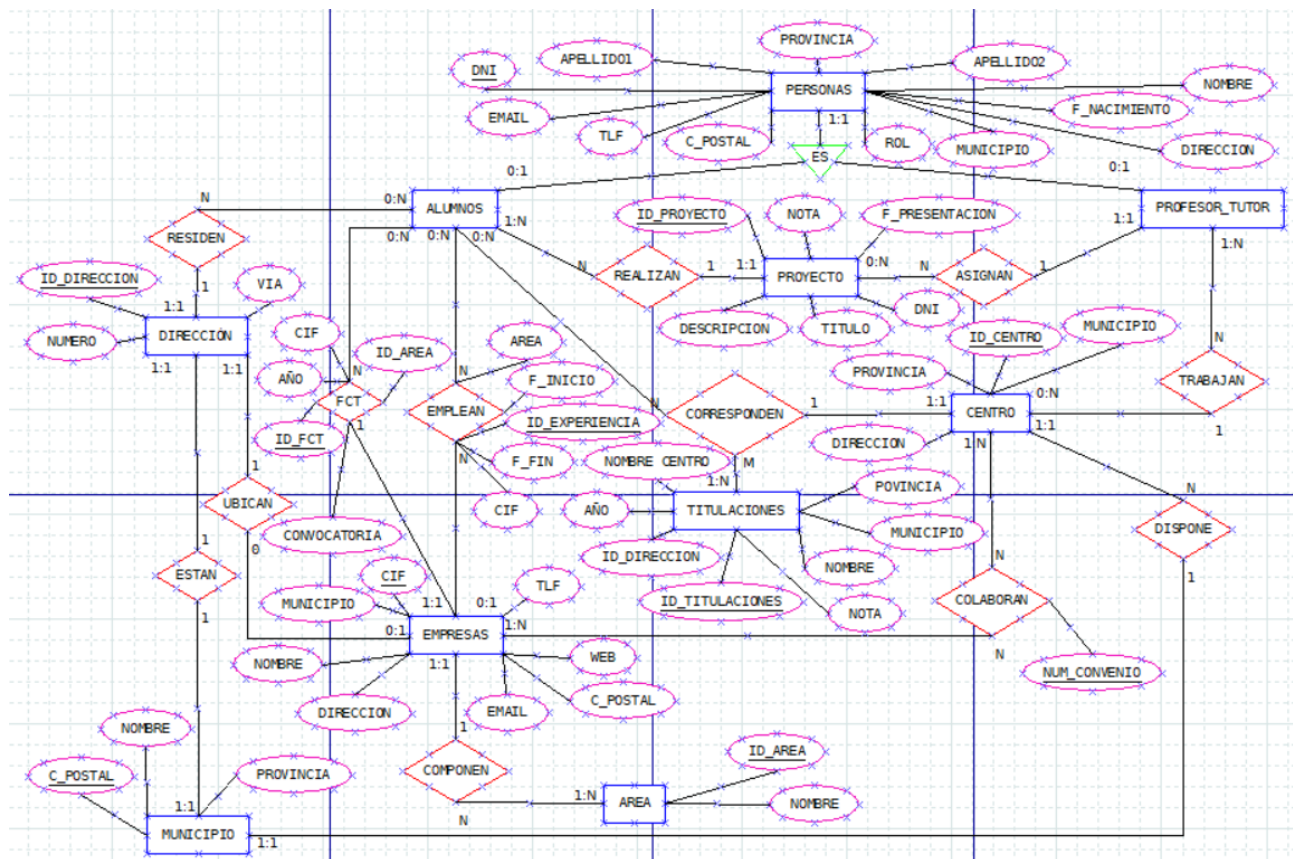 PROVINCIA
APELLIDO1
APELLIDO2
DNI
PERSONAS
NOMBRE
EMAIL
F_NACIMIENTO
TLF
1:1
C_POSTAL
ROL
MUNICIPIO
DIRECCION
ES
0:1
0:1
N
0:N
ALUMNOS
1:N
ID_PROYECTO
NOTA
F_PRESENTACION
1:1
PROFESOR_TUTOR
RESIDEN
0:N
0:N
0:N
1:N
ID_DIRECCION
1
VIA
REALIZAN
1
1:1
PROYECTO
0:N
N
ASIGNAN
1
N
1:1
DIRECCIÓN
NUMERO
CIF
DESCRIPCION
TITULO
DNI
MUNICIPIO
ID_CENTRO
1:1
1:1
ID_AREA
AREA
AÑO
N
F_INICIO
N
PROVINCIA
N
FCT
EMPLEAN
ID_EXPERIENCIA
N
CORRESPONDEN
1
1:1
CENTRO
0:N
TRABAJAN
1
ID_FCT
N
F_FIN
NOMBRE CENTRO
DIRECCION
1
N
1:1
1
M
1
UBICAN
0
CIF
1:N
AÑO
TITULACIONES
POVINCIA
N
CONVOCATORIA
MUNICIPIO
DISPONE
1
ID_DIRECCION
NOMBRE
N
1
ESTAN
1
CIF
TLF
ID_TITULACIONES
NOTA
COLABORAN
MUNICIPIO
1:1
0:1
0:1
EMPRESAS
1:N
N
NOMBRE
1:1
WEB
NUM_CONVENIO
DIRECCION
EMAIL
C_POSTAL
NOMBRE
1
C_POSTAL
PROVINCIA
COMPONEN
ID_AREA
1:1
N
1:N
AREA
NOMBRE
MUNICIPIO
1:1